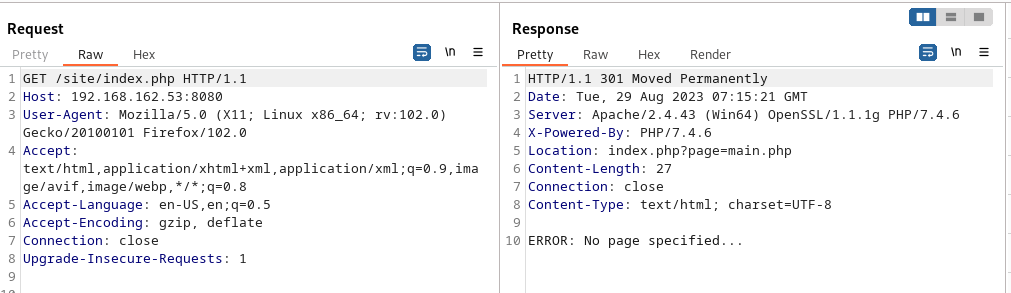 Request
Pretty Raw Hex \n
1 GET /site/index.php HTTP/1.1
2 Host: 192.168.162.53:8080
3 User-Agent: Mozilla/5.0 (X11; Linux x86_64; rv:102.0)
Gecko/20100101 Firefox/102.0
4 Accept:
text/html,application/xhtml+xml,application/xml;q=0.9,ima
ge/avif,image/webp,*/*;q=0.8
5 Accept-Language: en-US,en;q=0.5
6 Accept-Encoding: gzip, deflate
7 Connection: close
8 Upgrade-Insecure-Requests: 1
9
10
Response
Pretty Raw Hex Render \n
1 HTTP/1.1 301 Moved Permanently
2 Date: Tue, 29 Aug 2023 07:15:21 GMT
3 Server: Apache/2.4.43 (Win64) OpenSSL/1.1.1g PHP/7.4.6
4 X-Powered-By: PHP/7.4.6
5 Location: index.php?page=main.php
6 Content-Length: 27
7 Connection: close
8 Content-Type: text/html; charset=UTF-8
9
10 ERROR: No page specified...